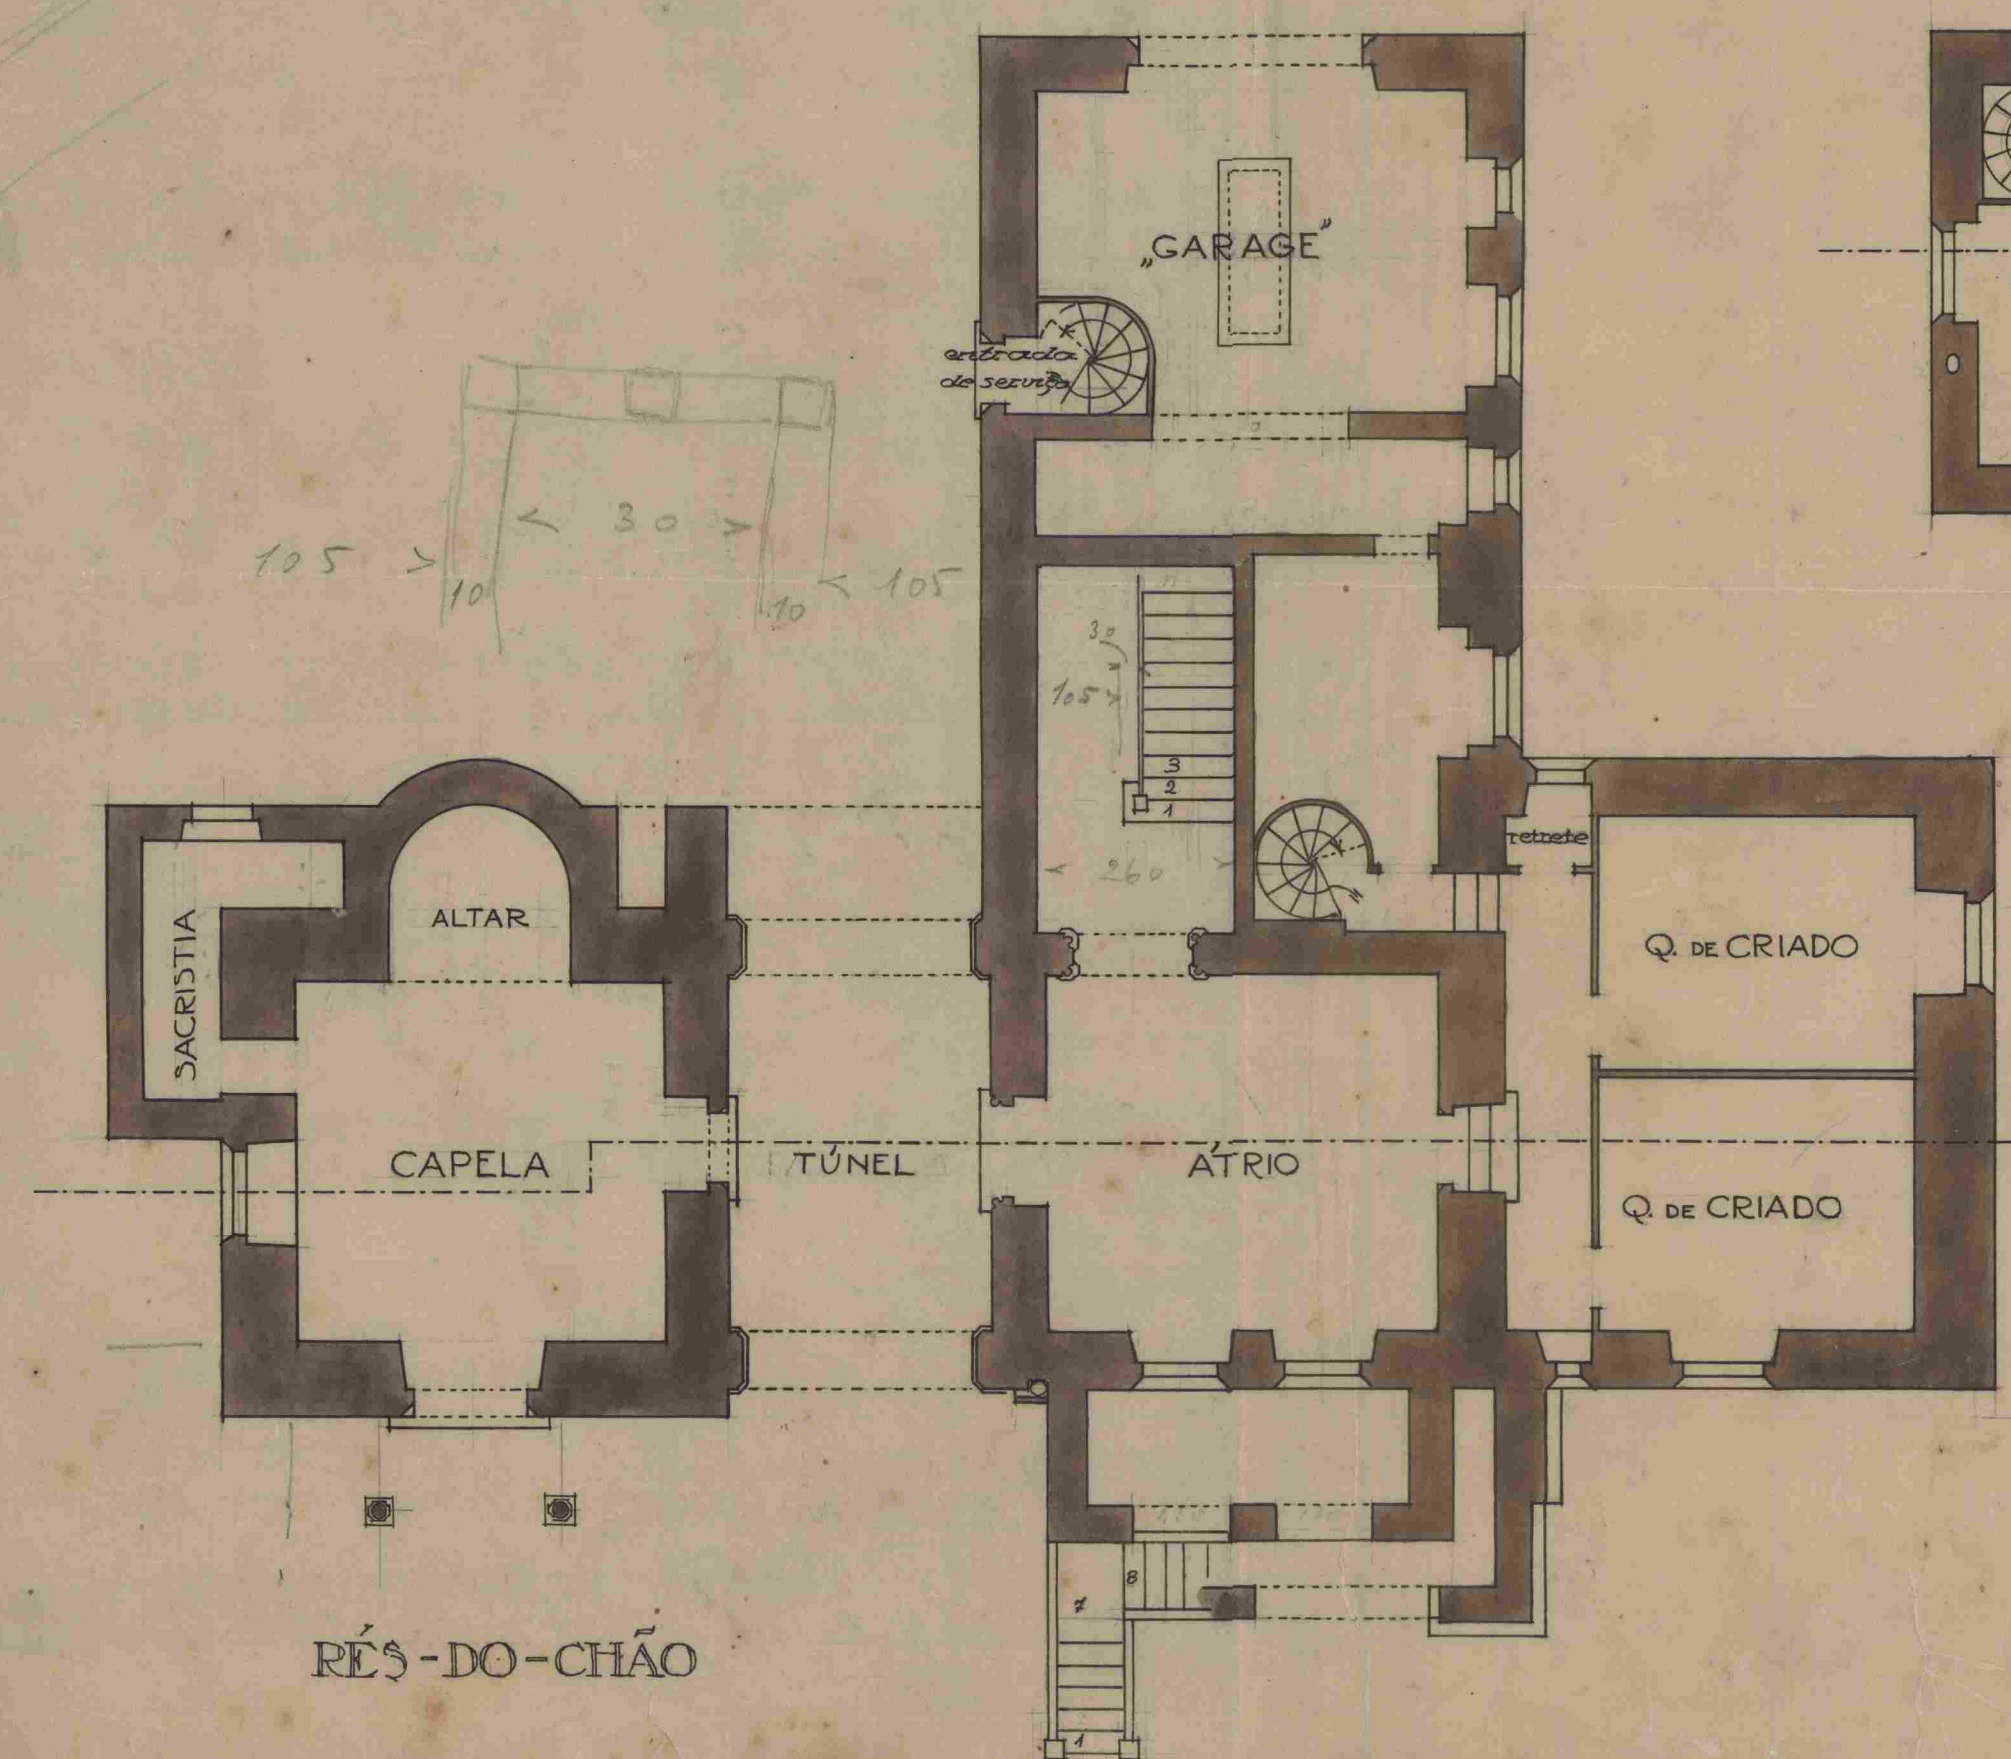 „GARAGE”
entrada
de serviço
30
105
10
10
105
30
105
3
2
1
260
retrete
ALTAR
SACRISTIA
Q. DE CRIADO
CAPELA
TÚNEL
ÁTRIO
Q. DE CRIADO
8
7
1
RÉS-DO-CHÃO